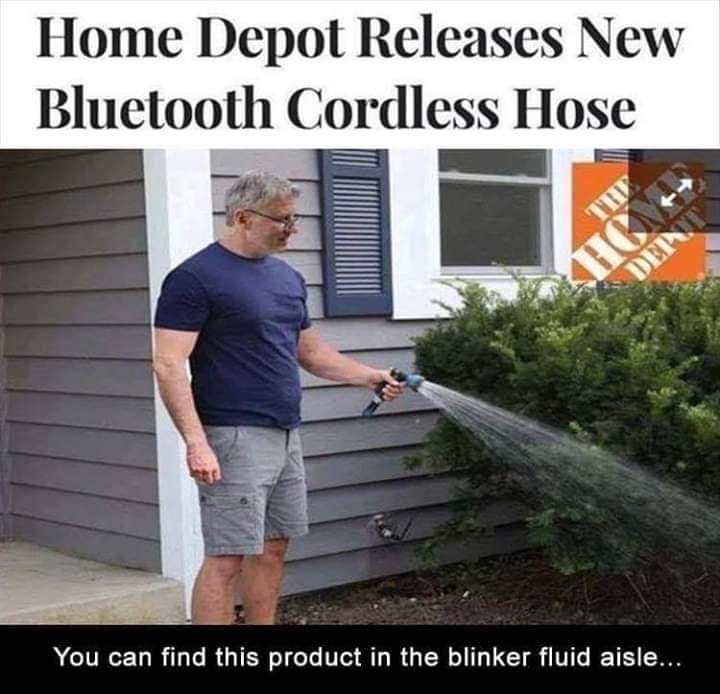 Home Depot Releases New
Bluetooth Cordless Hose
THE
HOME
DEPOT
You can find this product in the blinker fluid aisle...